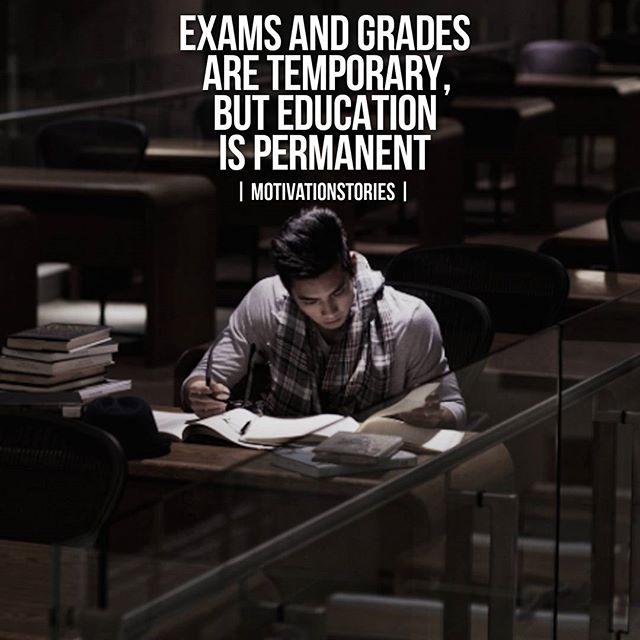 EXAMS AND GRADES
ARE TEMPORARY,
BUT EDUCATION
IS PERMANENT
| MOTIVATIONSTORIES |